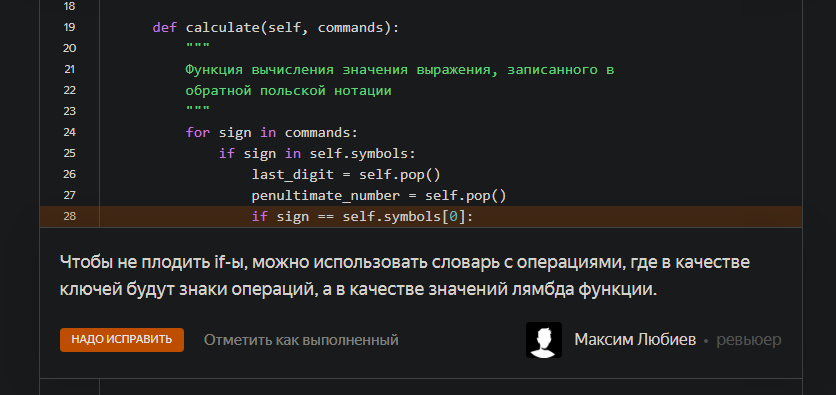 18
19 def calculate(self, commands):
20 """
21 Функция вычисления значения выражения, записанного в
22 обратной польской нотации
23 """
24 for sign in commands:
25 if sign in self.symbols:
26 last_digit = self.pop()
27 penultimate_number = self.pop()
28 if sign == self.symbols[0]:
Чтобы не плодить if-ы, можно использовать словарь с операциями, где в качестве
ключей будут знаки операций, а в качестве значений лямбда функции.
НАДО ИСПРАВИТЬ Отметить как выполненный Максим Любиев • ревьюер